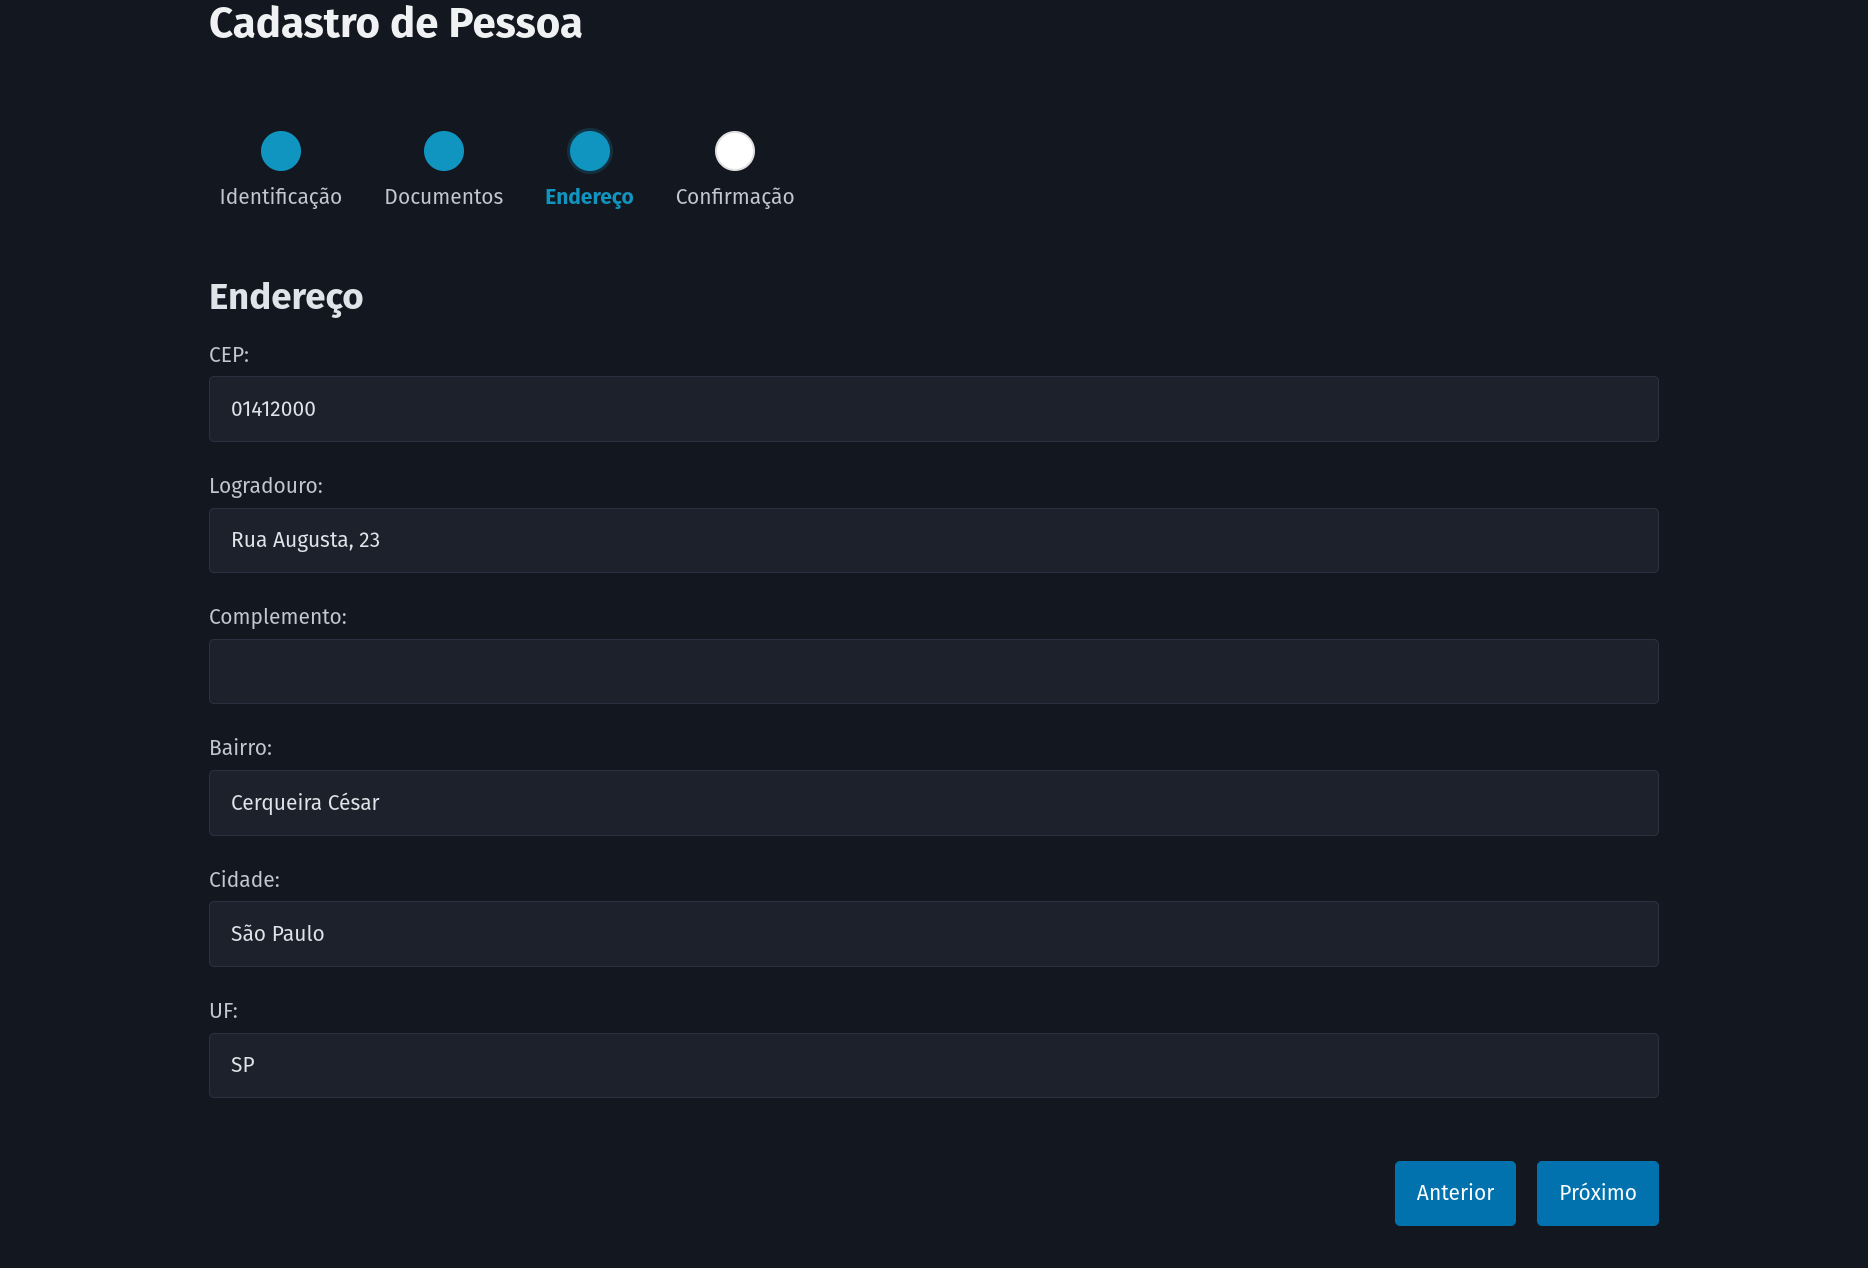 Cadastro de Pessoa
Identificação Documentos Endereço Confirmação
Endereço
CEP:
01412000
Logradouro:
Rua Augusta, 23
Complemento:
Bairro:
Cerqueira César
Cidade:
São Paulo
UF:
SP
Anterior Próximo